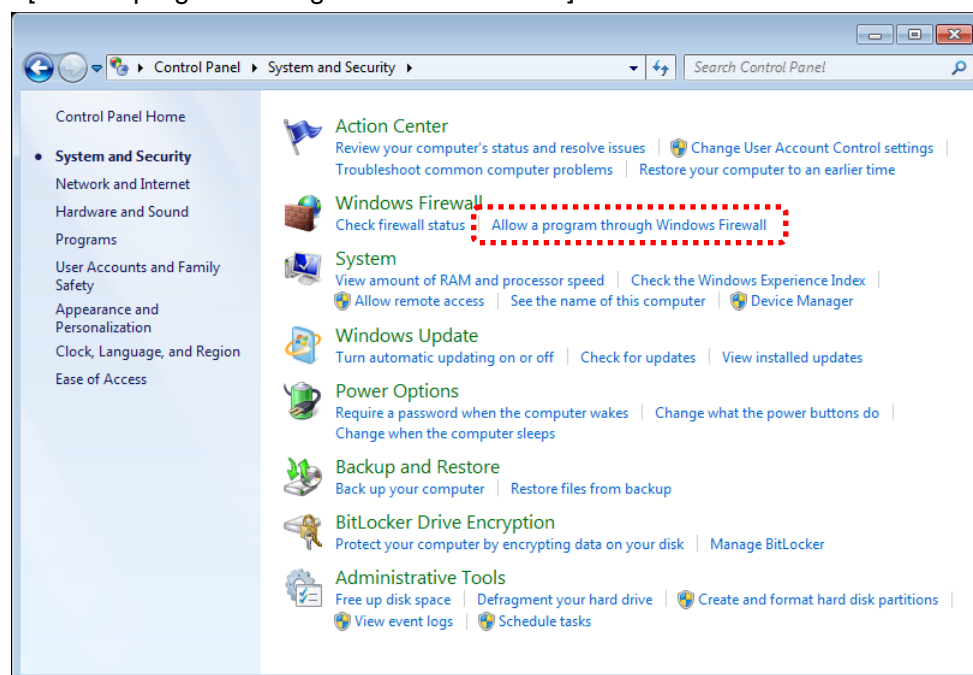 Control Panel ▸ System and Security ▸
Search Control Panel
Control Panel Home
System and Security
Network and Internet
Hardware and Sound
Programs
User Accounts and Family
Safety
Appearance and
Personalization
Clock, Language, and Region
Ease of Access
Action Center
Review your computer's status and resolve issues
Change User Account Control settings
Troubleshoot common computer problems
Restore your computer to an earlier time
Windows Firewall
Check firewall status
Allow a program through Windows Firewall
System
View amount of RAM and processor speed
Check the Windows Experience Index
Allow remote access
See the name of this computer
Device Manager
Windows Update
Turn automatic updating on or off
Check for updates
View installed updates
Power Options
Require a password when the computer wakes
Change what the power buttons do
Change when the computer sleeps
Backup and Restore
Back up your computer
Restore files from backup
BitLocker Drive Encryption
Protect your computer by encrypting data on your disk
Manage BitLocker
Administrative Tools
Free up disk space
Defragment your hard drive
Create and format hard disk partitions
View event logs
Schedule tasks